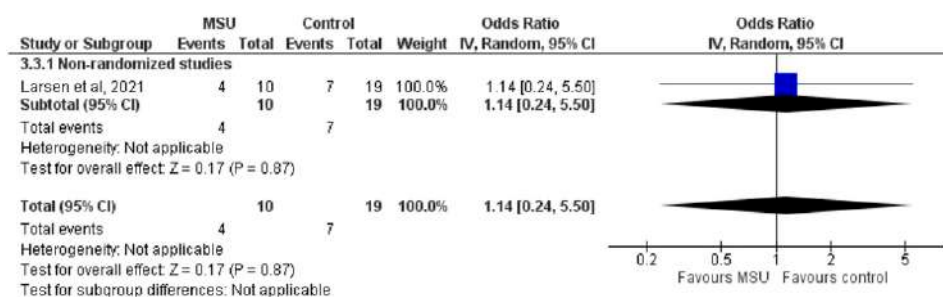 MSU Control Odds Ratio Odds Ratio
Study or Subgroup Events Total Events Total Weight IV, Random, 95% CI IV, Random, 95% CI
3.3.1 Non-randomized studies
Larsen et al, 2021 4 10 7 19 100.0% 1.14 [0.24, 5.50]
Subtotal (95% CI) 10 19 100.0% 1.14 [0.24, 5.50]
Total events 4 7
Heterogeneity: Not applicable
Test for overall effect: Z = 0.17 (P = 0.87)
Total (95% CI) 10 19 100.0% 1.14 [0.24, 5.50]
Total events 4 7
Heterogeneity: Not applicable
Test for overall effect: Z = 0.17 (P = 0.87)
Test for subgroup differences: Not applicable
0.2 0.5 1 2 5
Favours MSU Favours control